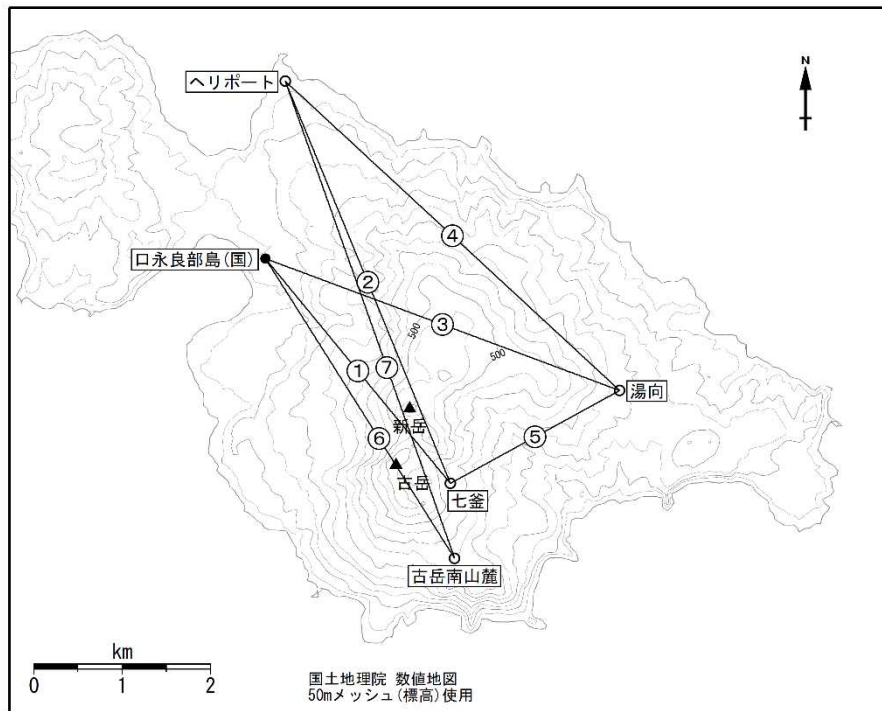 ヘリポート
N
④
口永良部島(国)
②
③
500
500
①
⑦
湯向
新岳
⑥
⑤
古岳
七釜
古岳南山麓
km
0 1 2
国土地理院 数値地図
50mメッシュ(標高)使用